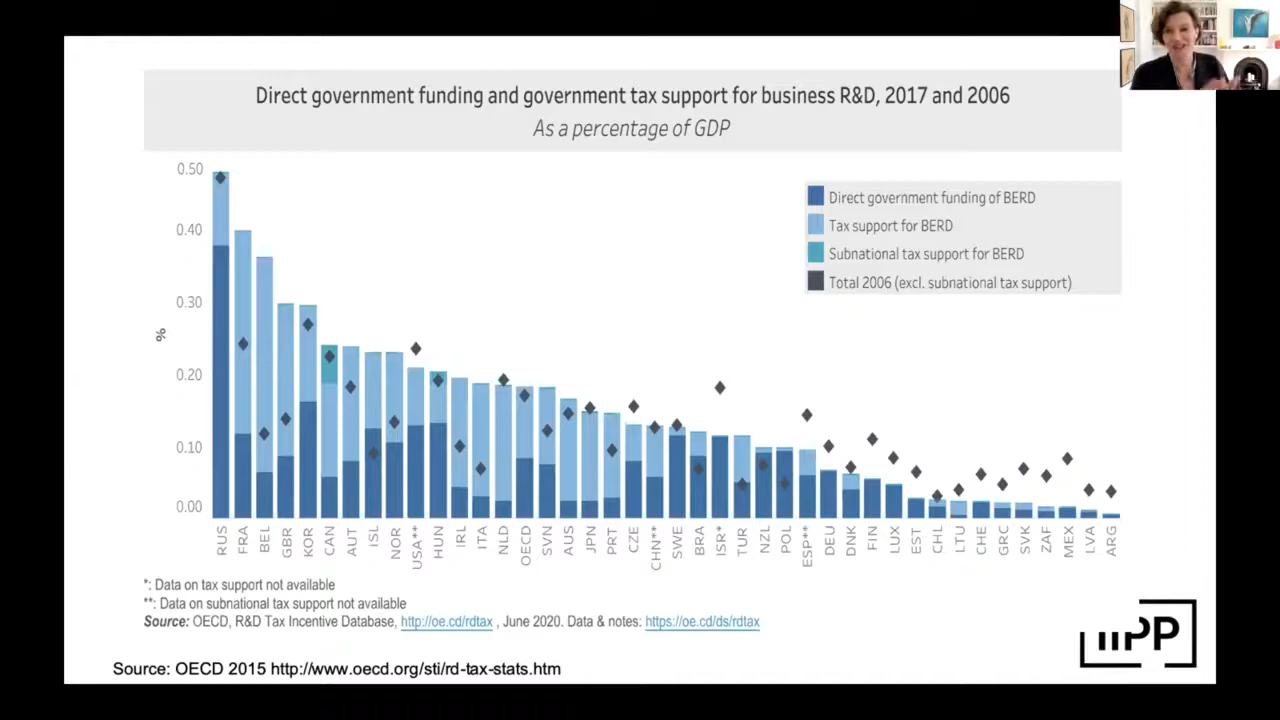 Direct government funding and government tax support for business R&D, 2017 and 2006
As a percentage of GDP
0.50
0.40
0.30
0.20
0.10
0.00
%
Direct government funding of BERD
Tax support for BERD
Subnational tax support for BERD
Total 2006 (excl. subnational tax support)
RUS FRA BEL GBR KOR CAN AUT ISL NOR USA** HUN IRL ITA NLD OECD SVN AUS JPN PRT CZE CHN** SWE BRA ISR* TUR NZL POL ESP** DEU DNK FIN LUX EST CHL LTU CHE GRC SVK ZAF MEX LVA ARG
*: Data on tax support not available
**: Data on subnational tax support not available
Source: OECD, R&D Tax Incentive Database, http://oe.cd/rdtax , June 2020. Data & notes: https://oe.cd/ds/rdtax
IIPP
Source: OECD 2015 http://www.oecd.org/sti/rd-tax-stats.htm